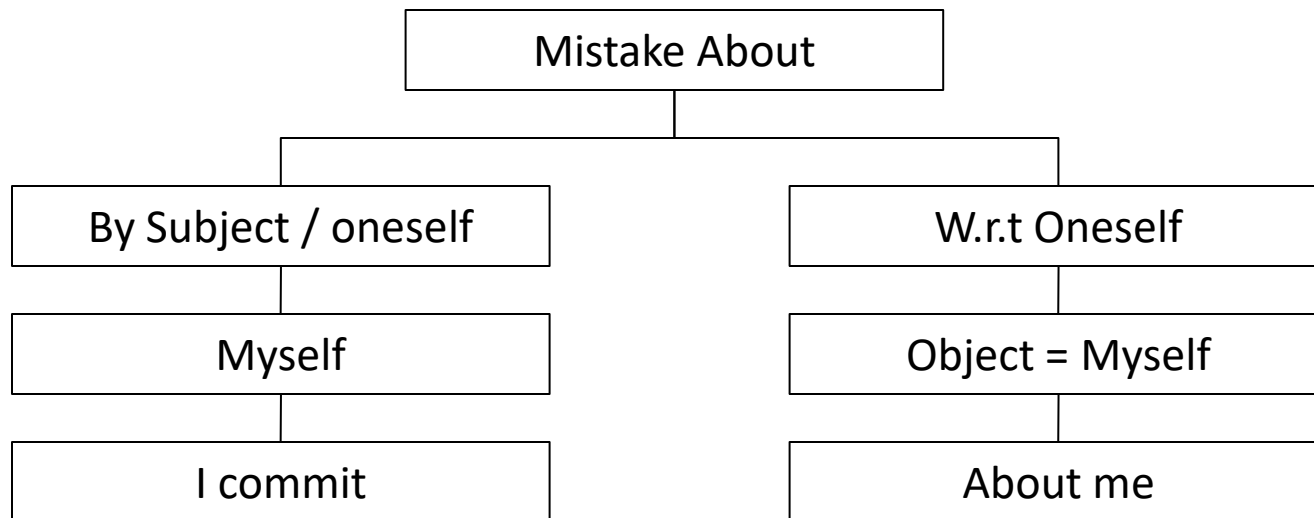 Mistake About
By Subject / oneself
W.r.t Oneself
Myself
Object = Myself
I commit
About me